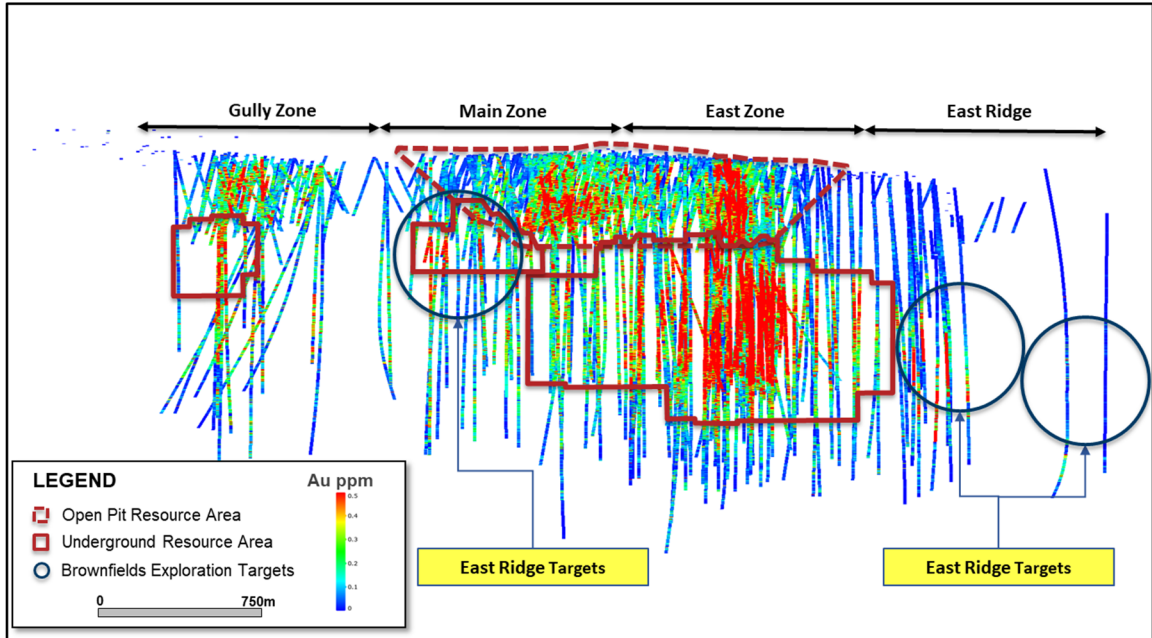 Gully Zone
Main Zone
East Zone
East Ridge
LEGEND
Au ppm
0.5
0.4
0.3
0.2
0.1
0
Open Pit Resource Area
Underground Resource Area
Brownfields Exploration Targets
0
750m
East Ridge Targets
East Ridge Targets